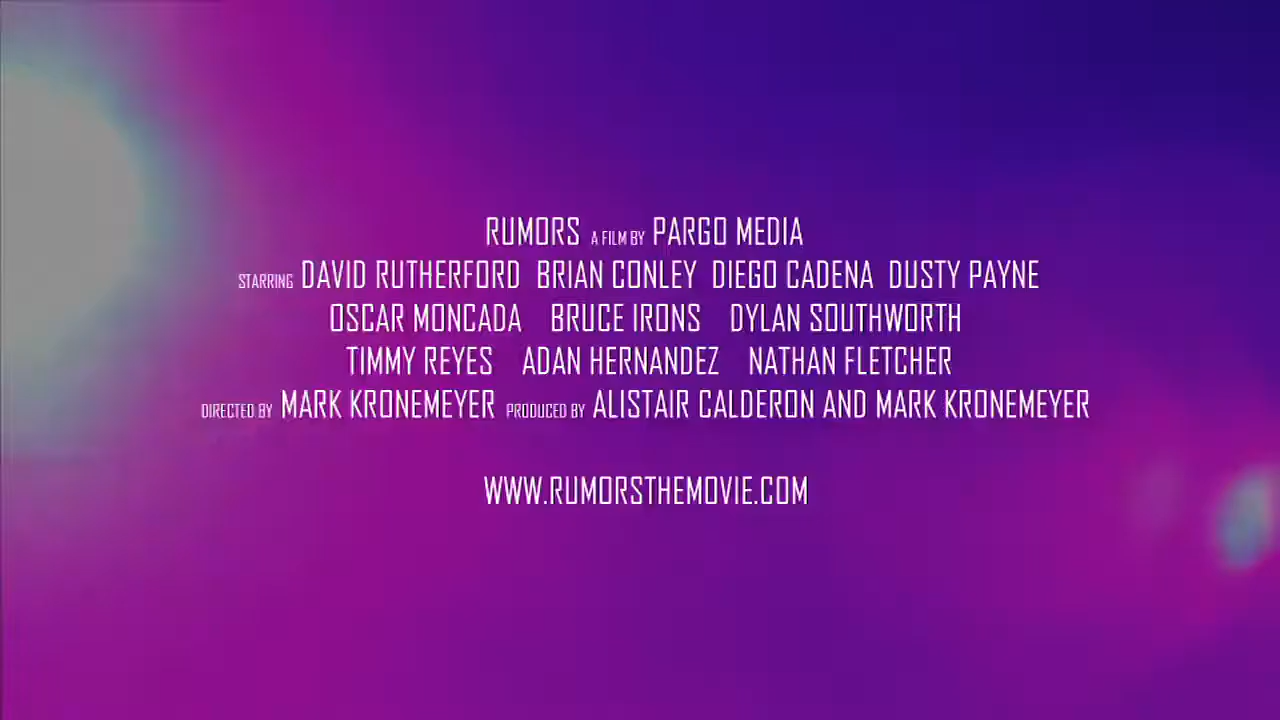 RUMORS A FILM BY PARGO MEDIA
STARRING DAVID RUTHERFORD BRIAN CONLEY DIEGO CADENA DUSTY PAYNE
OSCAR MONCADA BRUCE IRONS DYLAN SOUTHWORTH
TIMMY REYES ADAN HERNANDEZ NATHAN FLETCHER
DIRECTED BY MARK KRONEMEYER PRODUCED BY ALISTAIR CALDERON AND MARK KRONEMEYER
WWW.RUMORSTHEMOVIE.COM